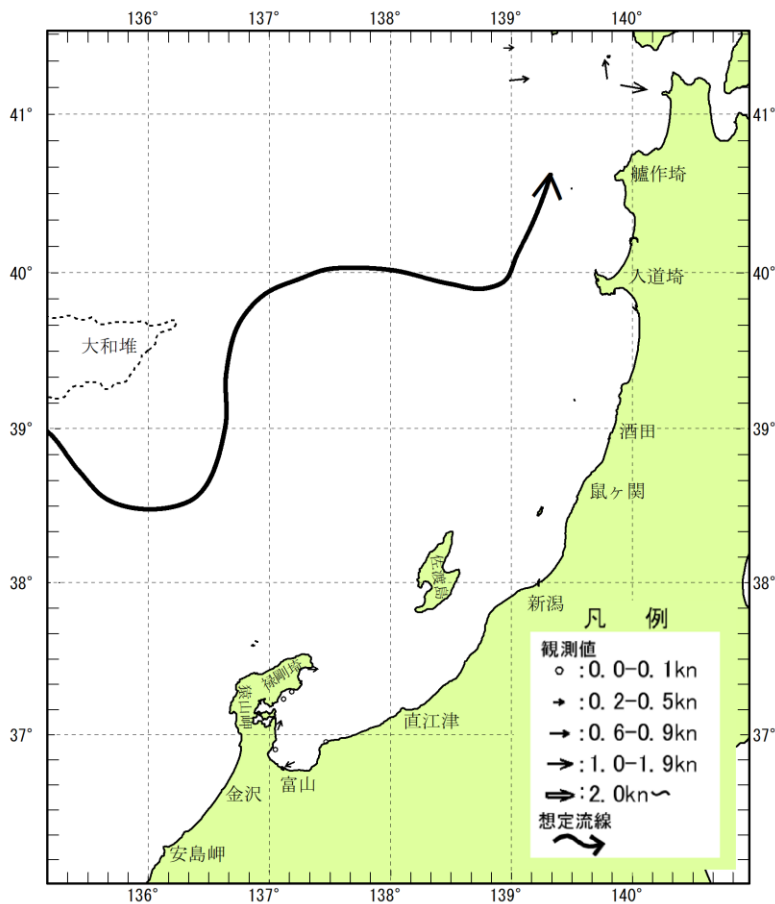 136° 137° 138° 139° 140°
41° 41°
艫作埼
40° 入道埼 40°
大和堆
39° 酒田 39°
鼠ヶ関
佐渡島
38° 38°
新潟
凡 例
観測値
:0.0-0.1kn
:0.2-0.5kn
:0.6-0.9kn
:1.0-1.9kn
:2.0kn~
想定流線
禄剛埼
猿山岬
37° 直江津 37°
富山
金沢
安島岬
136° 137° 138° 139° 140°